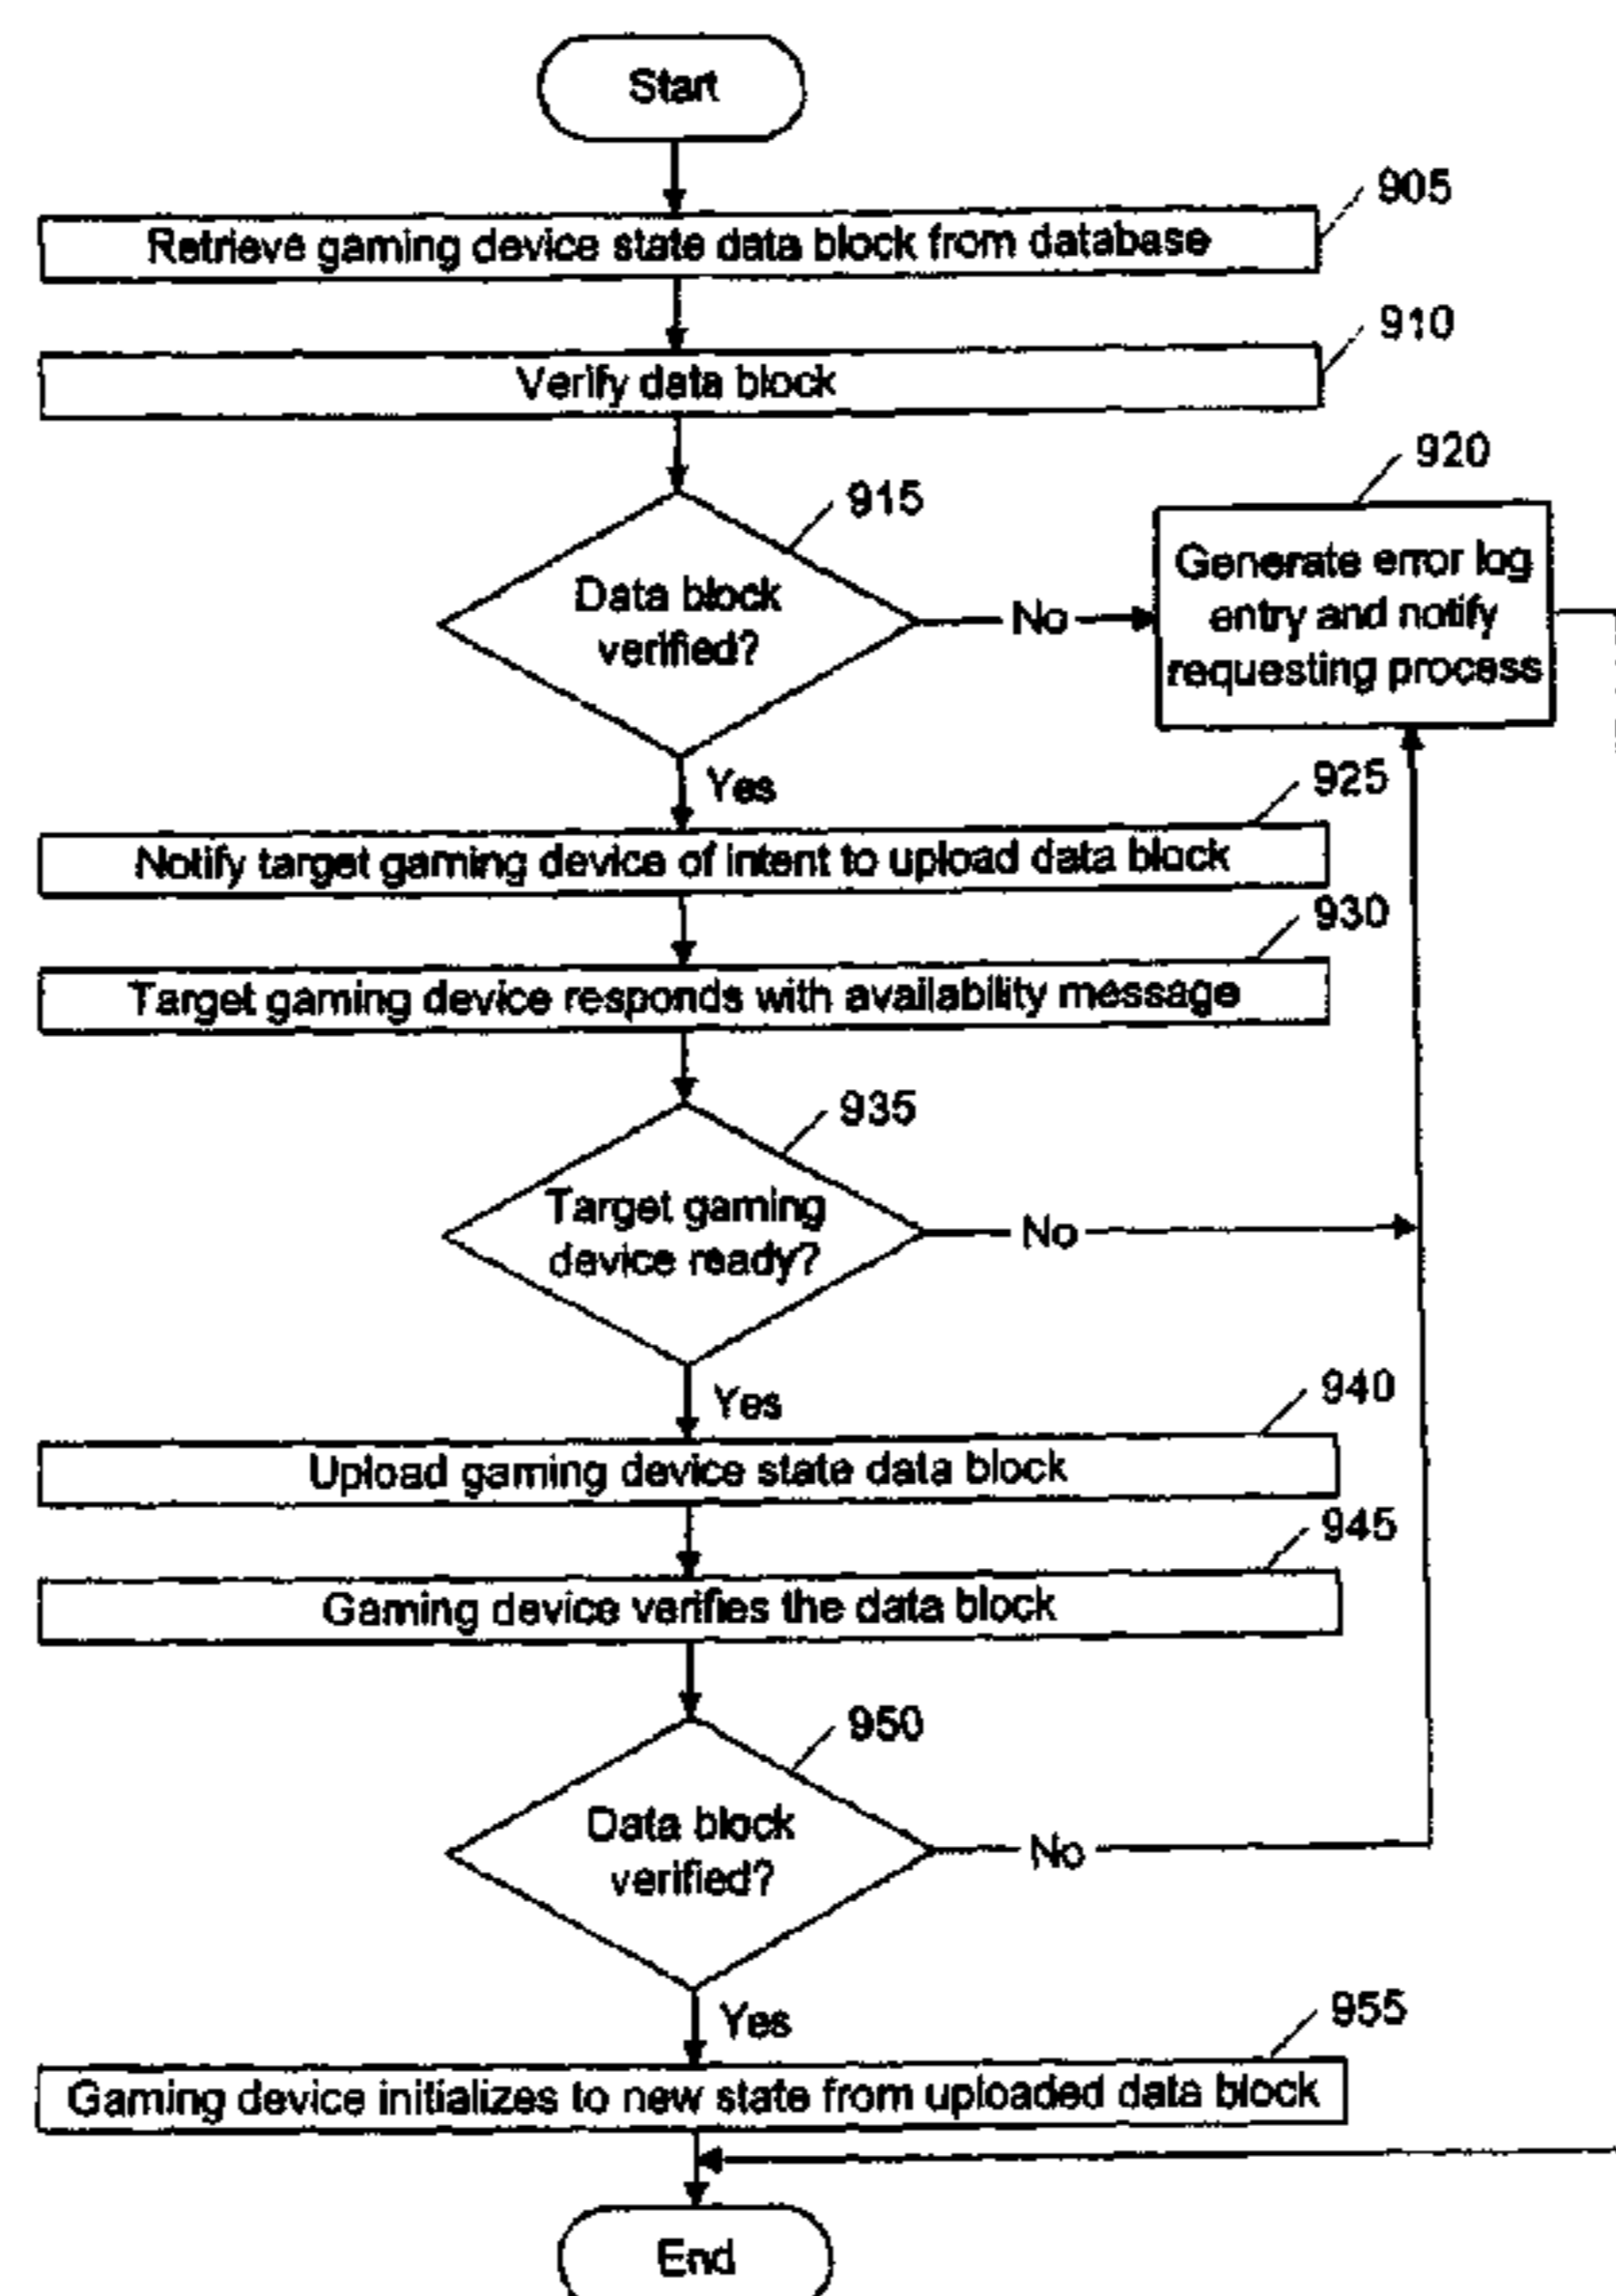 Start
905
Retrieve gaming device state data block from database
910
Verify data block
915
920
Data block
verified?
No
Generate error log
entry and notify
requesting process
Yes
925
Notify target gaming device of intent to upload data block
930
Target gaming device responds with availability message
935
Target gaming
device ready?
No
Yes
940
Upload gaming device state data block
945
Gaming device verifies the data block
950
Data block
verified?
No
Yes
955
Gaming device initializes to new state from uploaded data block
End